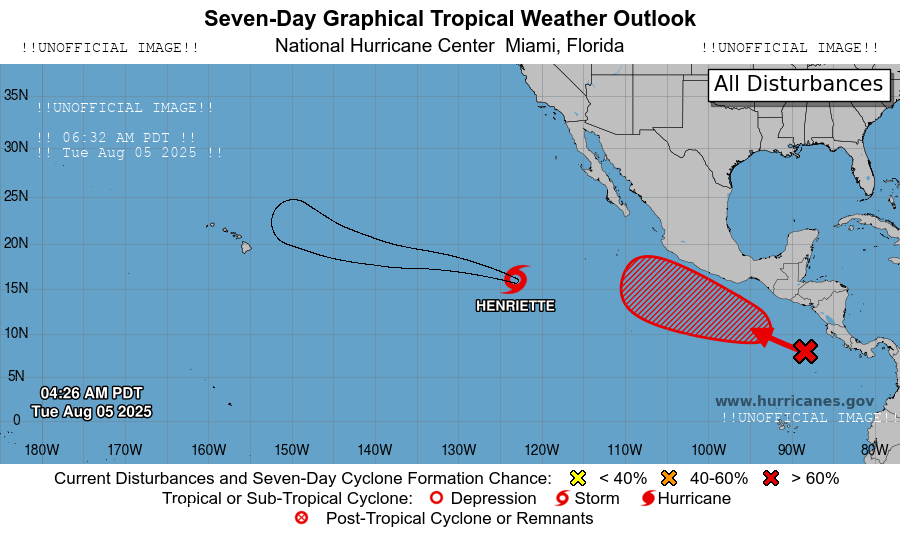 Seven-Day Graphical Tropical Weather Outlook
!!UNOFFICIAL IMAGE!! National Hurricane Center Miami, Florida !!UNOFFICIAL IMAGE!!
All Disturbances
35N
!!UNOFFICIAL IMAGE!!
!! 06:32 AM PDT !!
30N
!! Tue Aug 05 2025 !!
25N
20N
15N
HENRIETTE
10N
5N
04:26 AM PDT
Tue Aug 05 2025
www.hurricanes.gov
!!UNOFFICIAL IMAGE!!
0
180W 170W 160W 150W 140W 130W 120W 110W 100W 90W 80W
Current Disturbances and Seven-Day Cyclone Formation Chance: < 40% 40-60% > 60%
Tropical or Sub-Tropical Cyclone: Depression Storm Hurricane
Post-Tropical Cyclone or Remnants